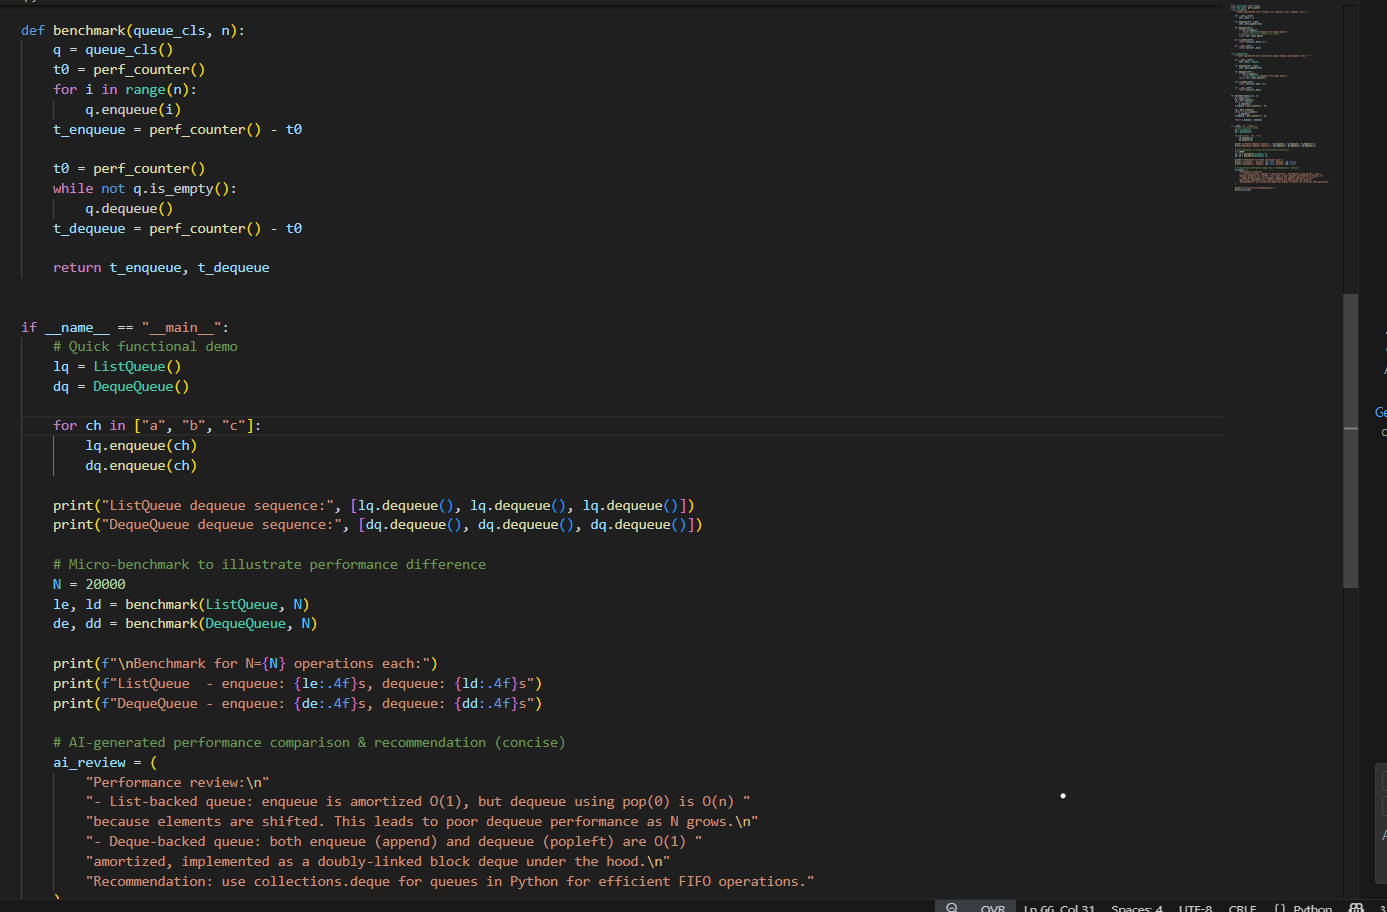 def benchmark(queue_cls, n):
    q = queue_cls()
    t0 = perf_counter()
    for i in range(n):
        q.enqueue(i)
    t_enqueue = perf_counter() - t0

    t0 = perf_counter()
    while not q.is_empty():
        q.dequeue()
    t_dequeue = perf_counter() - t0

    return t_enqueue, t_dequeue


if __name__ == "__main__":
    # Quick functional demo
    lq = ListQueue()
    dq = DequeQueue()

    for ch in ["a", "b", "c"]:
        lq.enqueue(ch)
        dq.enqueue(ch)

    print("ListQueue dequeue sequence:", [lq.dequeue(), lq.dequeue(), lq.dequeue()])
    print("DequeQueue dequeue sequence:", [dq.dequeue(), dq.dequeue(), dq.dequeue()])

    # Micro-benchmark to illustrate performance difference
    N = 20000
    le, ld = benchmark(ListQueue, N)
    de, dd = benchmark(DequeQueue, N)

    print(f"\nBenchmark for N={N} operations each:")
    print(f"ListQueue  - enqueue: {le:.4f}s, dequeue: {ld:.4f}s")
    print(f"DequeQueue - enqueue: {de:.4f}s, dequeue: {dd:.4f}s")

    # AI-generated performance comparison & recommendation (concise)
    ai_review = (
        "Performance review:\n"
        "- List-backed queue: enqueue is amortized O(1), but dequeue using pop(0) is O(n) "
        "because elements are shifted. This leads to poor dequeue performance as N grows.\n"
        "- Deque-backed queue: both enqueue (append) and dequeue (popleft) are O(1) "
        "amortized, implemented as a doubly-linked block deque under the hood.\n"
        "Recommendation: use collections.deque for queues in Python for efficient FIFO operations."
    )
Ge
OVR Ln 66, Col 31 Spaces: 4 UTF-8 CRLF {} Python 3